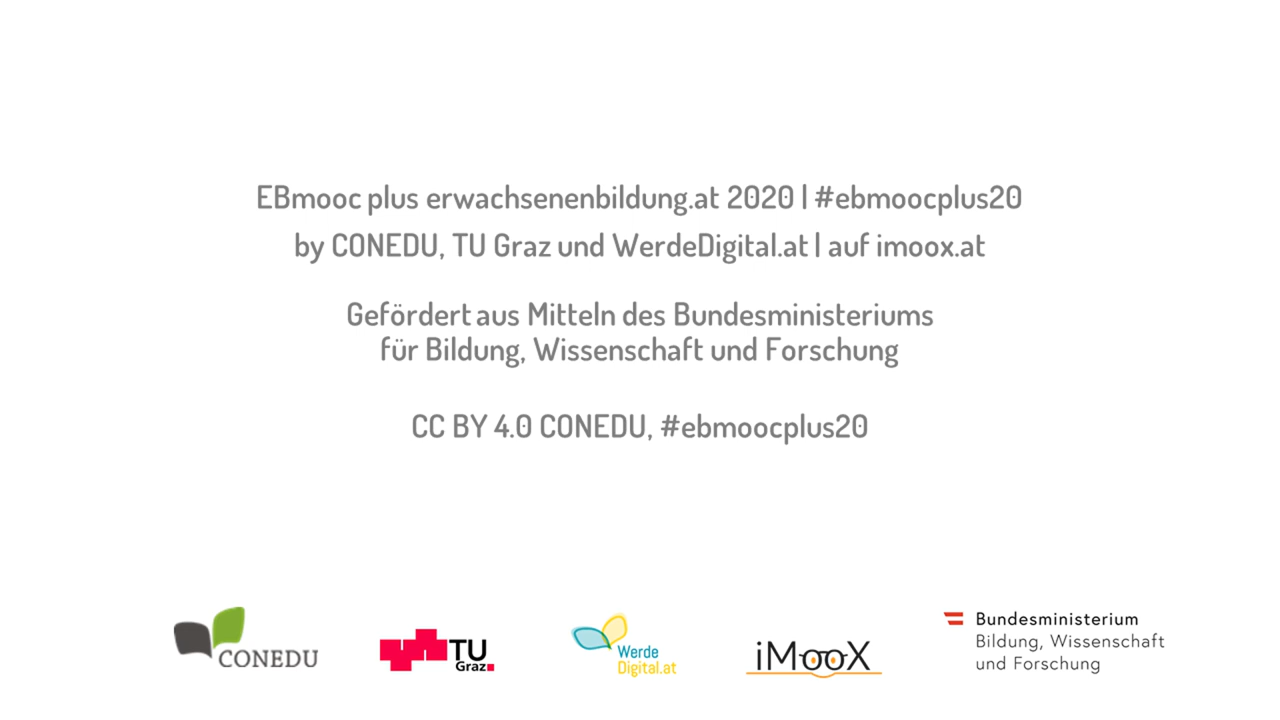 EBmooc plus erwachsenenbildung.at 2020 | #ebmoocplus20
by CONEDU, TU Graz und WerdeDigital.at | auf imoox.at
Gefördert aus Mitteln des Bundesministeriums
für Bildung, Wissenschaft und Forschung
CC BY 4.0 CONEDU, #ebmoocplus20
CONEDU
TU
Graz
Werde
Digital.at
iMooX
Bundesministerium
Bildung, Wissenschaft
und Forschung